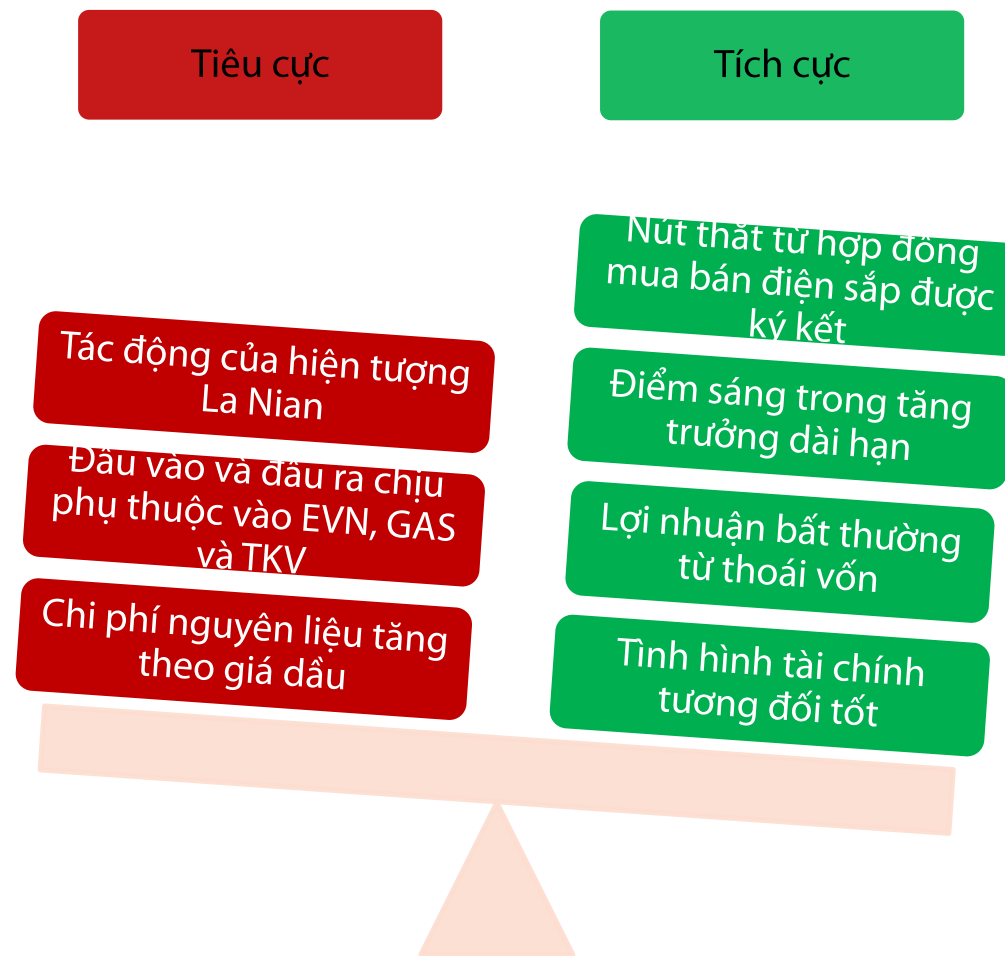 Tiêu cực
Tích cực
Tác động của hiện tượng
La Nian
Đầu vào và đầu ra chịu
phụ thuộc vào EVN, GAS
và TKV
Chi phí nguyên liệu tăng
theo giá dầu
Nút thắt từ hợp đồng
mua bán điện sắp được
ký kết
Điểm sáng trong tăng
trưởng dài hạn
Lợi nhuận bất thường
từ thoái vốn
Tình hình tài chính
tương đối tốt